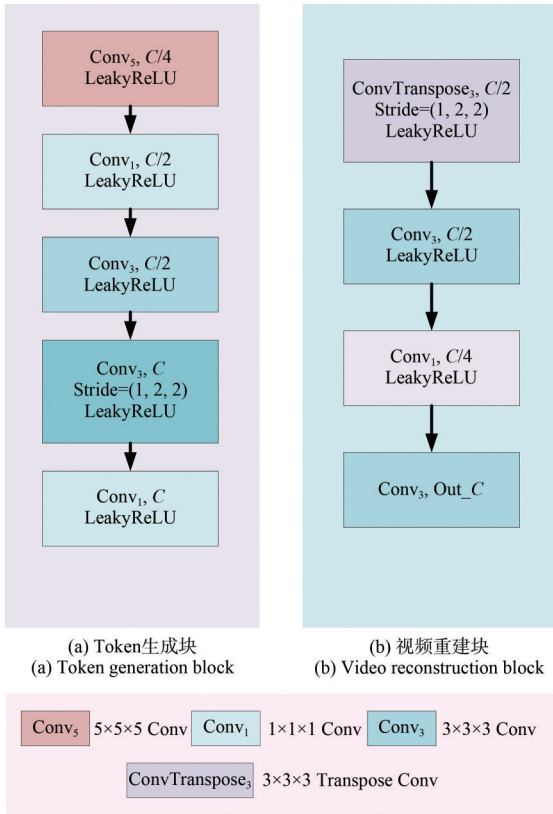 Conv₅, C/4
LeakyReLU
Conv₁, C/2
LeakyReLU
Conv₃, C/2
LeakyReLU
Conv₃, C
Stride=(1, 2, 2)
LeakyReLU
Conv₁, C
LeakyReLU
(a) Token生成块
(a) Token generation block
ConvTranspose₃, C/2
Stride=(1, 2, 2)
LeakyReLU
Conv₃, C/2
LeakyReLU
Conv₁, C/4
LeakyReLU
Conv₃, Out_C
(b) 视频重建块
(b) Video reconstruction block
Conv₅ 5×5×5 Conv Conv₁ 1×1×1 Conv Conv₃ 3×3×3 Conv
ConvTranspose₃ 3×3×3 Transpose Conv